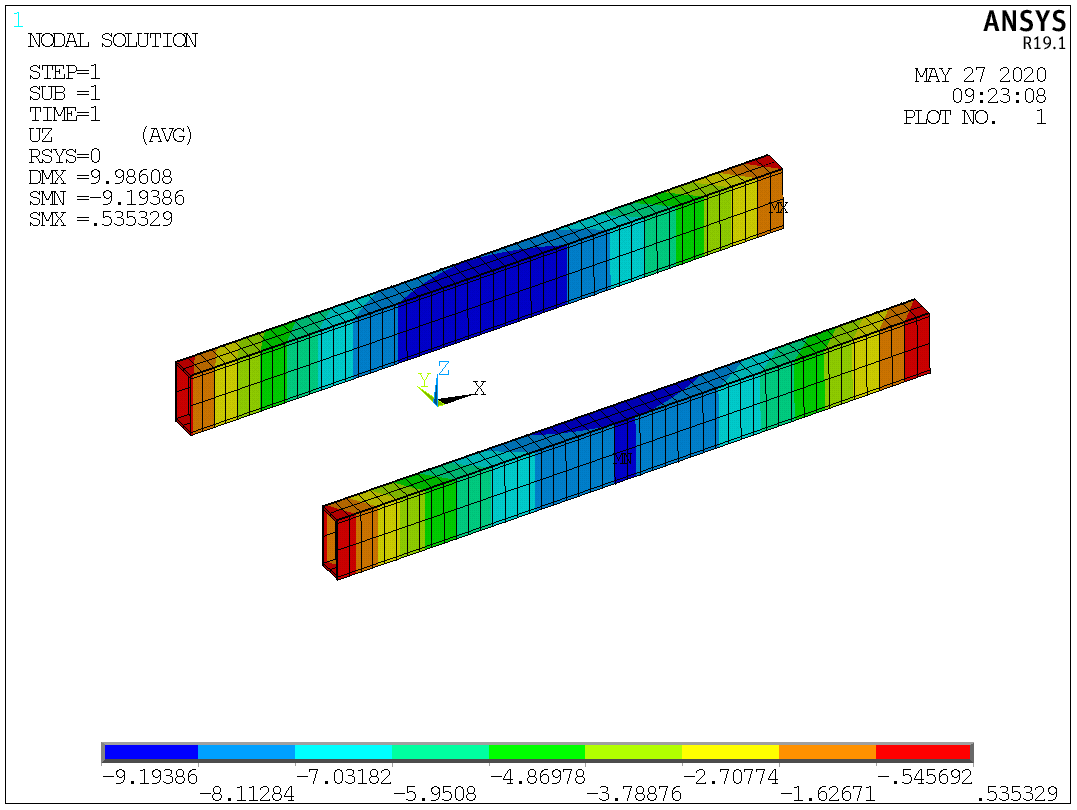 1
NODAL SOLUTION
STEP=1
SUB =1
TIME=1
UZ (AVG)
RSYS=0
DMX =9.98608
SMN =-9.19386
SMX =.535329
ANSYS
R19.1
MAY 27 2020
09:23:08
PLOT NO. 1
MX
Z
Y
X
MN
-9.19386 -7.03182 -4.86978 -2.70774 -.545692
-8.11284 -5.9508 -3.78876 -1.62671 .535329